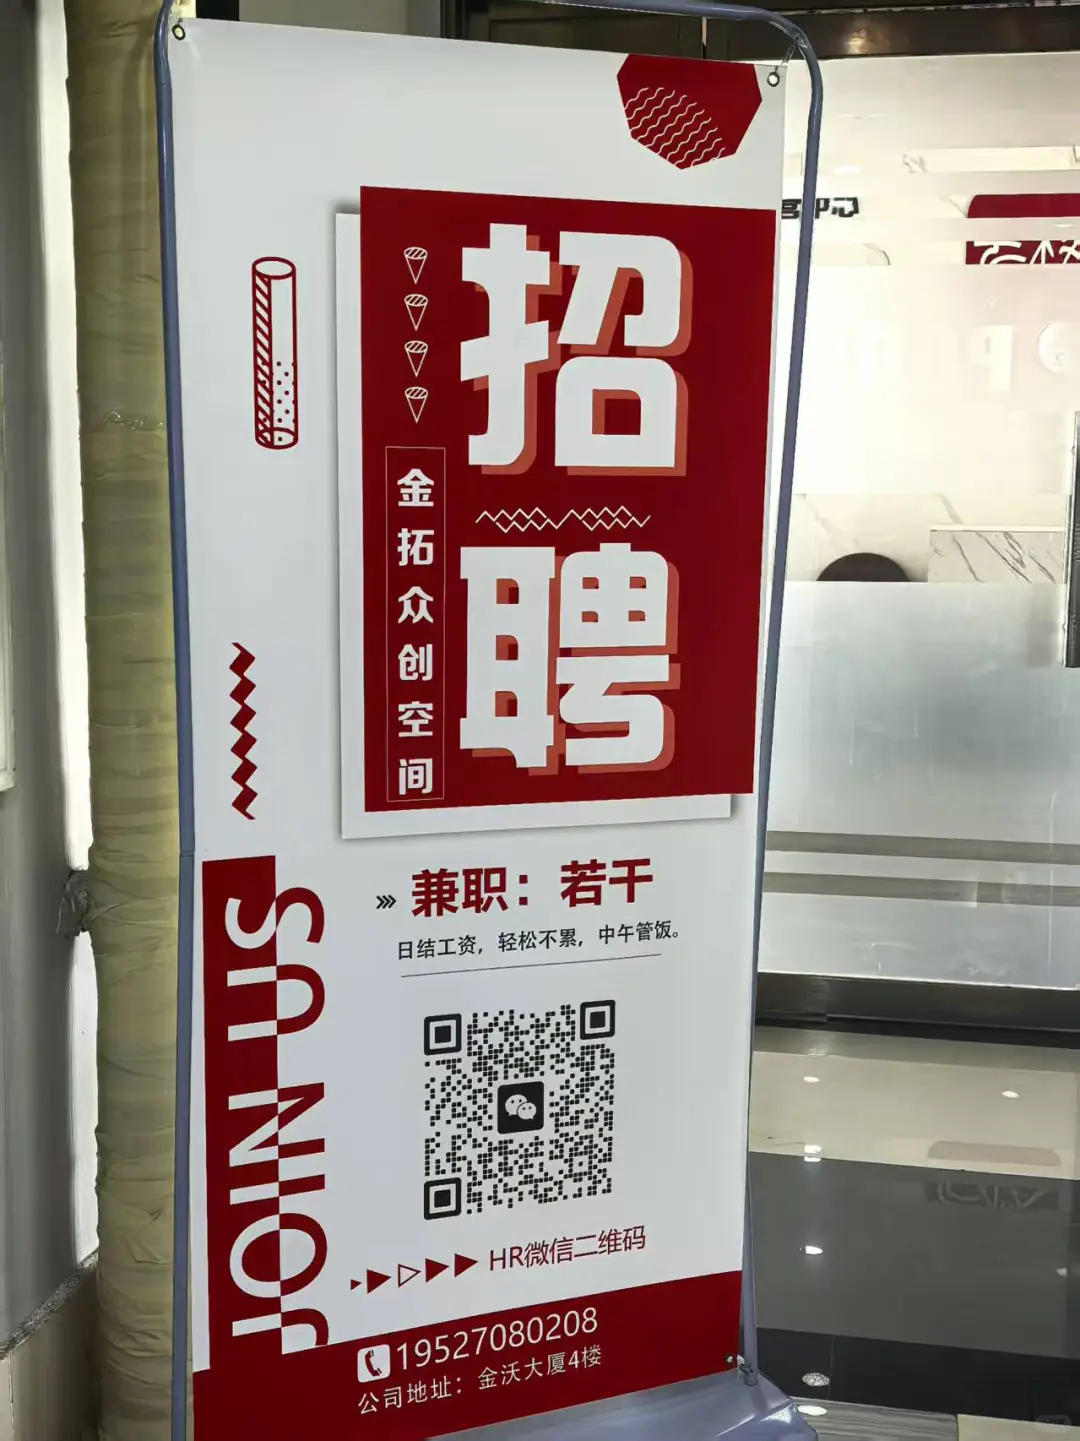 招聘
金拓众创空间
兼职：若干
日结工资，轻松不累，中午管饭。
JOIN US
HR微信二维码
19527080208
公司地址：金沃大厦4楼